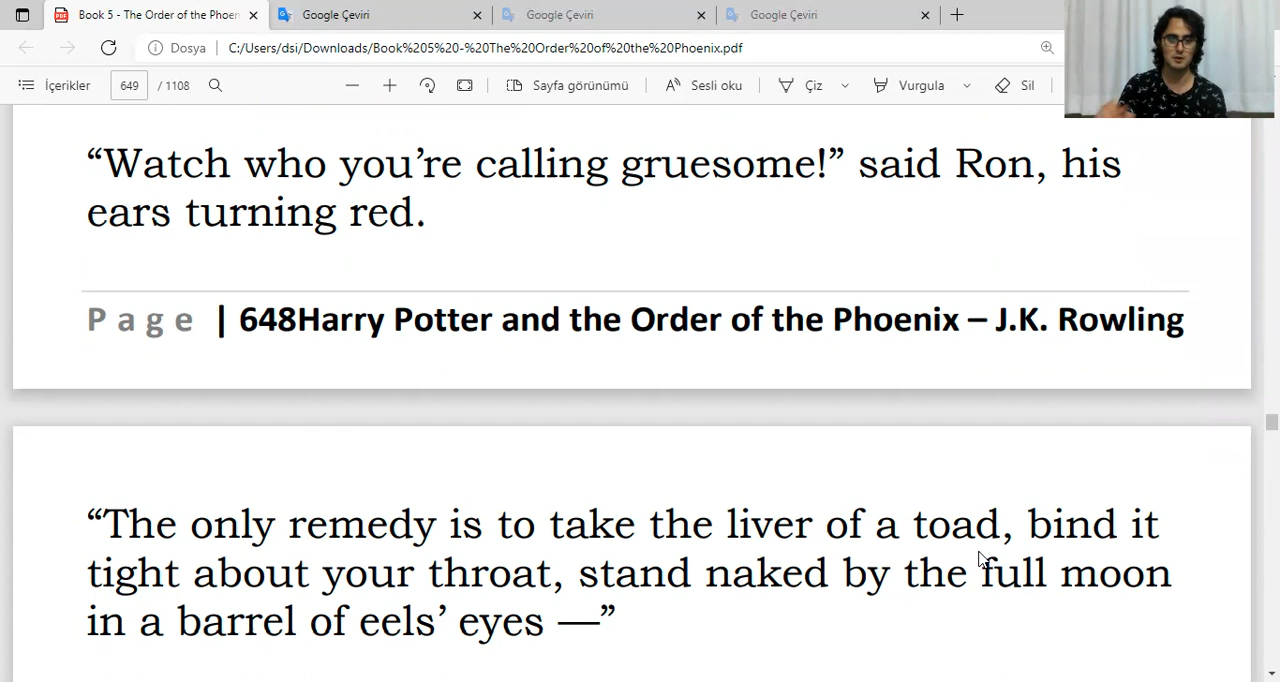 Book 5 - The Order of the Phoen
Google Çeviri
Google Çeviri
Google Çeviri
Dosya
C:/Users/dsi/Downloads/Book%205%20-%20The%20Order%20of%20the%20Phoenix.pdf
İçerikler
649 / 1108
Sayfa görünümü
Sesli oku
Çiz
Vurgula
Sil
“Watch who you’re calling gruesome!” said Ron, his
ears turning red.
P a g e | 648Harry Potter and the Order of the Phoenix – J.K. Rowling
“The only remedy is to take the liver of a toad, bind it
tight about your throat, stand naked by the full moon
in a barrel of eels’ eyes —”